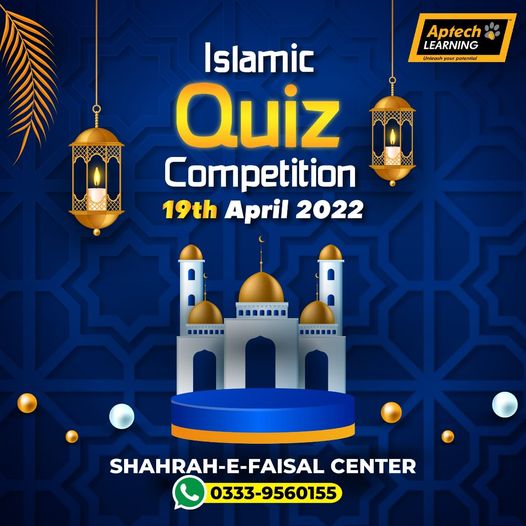 Aptech
LEARNING
Unleash your potential
Islamic
Quiz
Competition
19th April 2022
SHAHRAH-E-FAISAL CENTER
0333-9560155